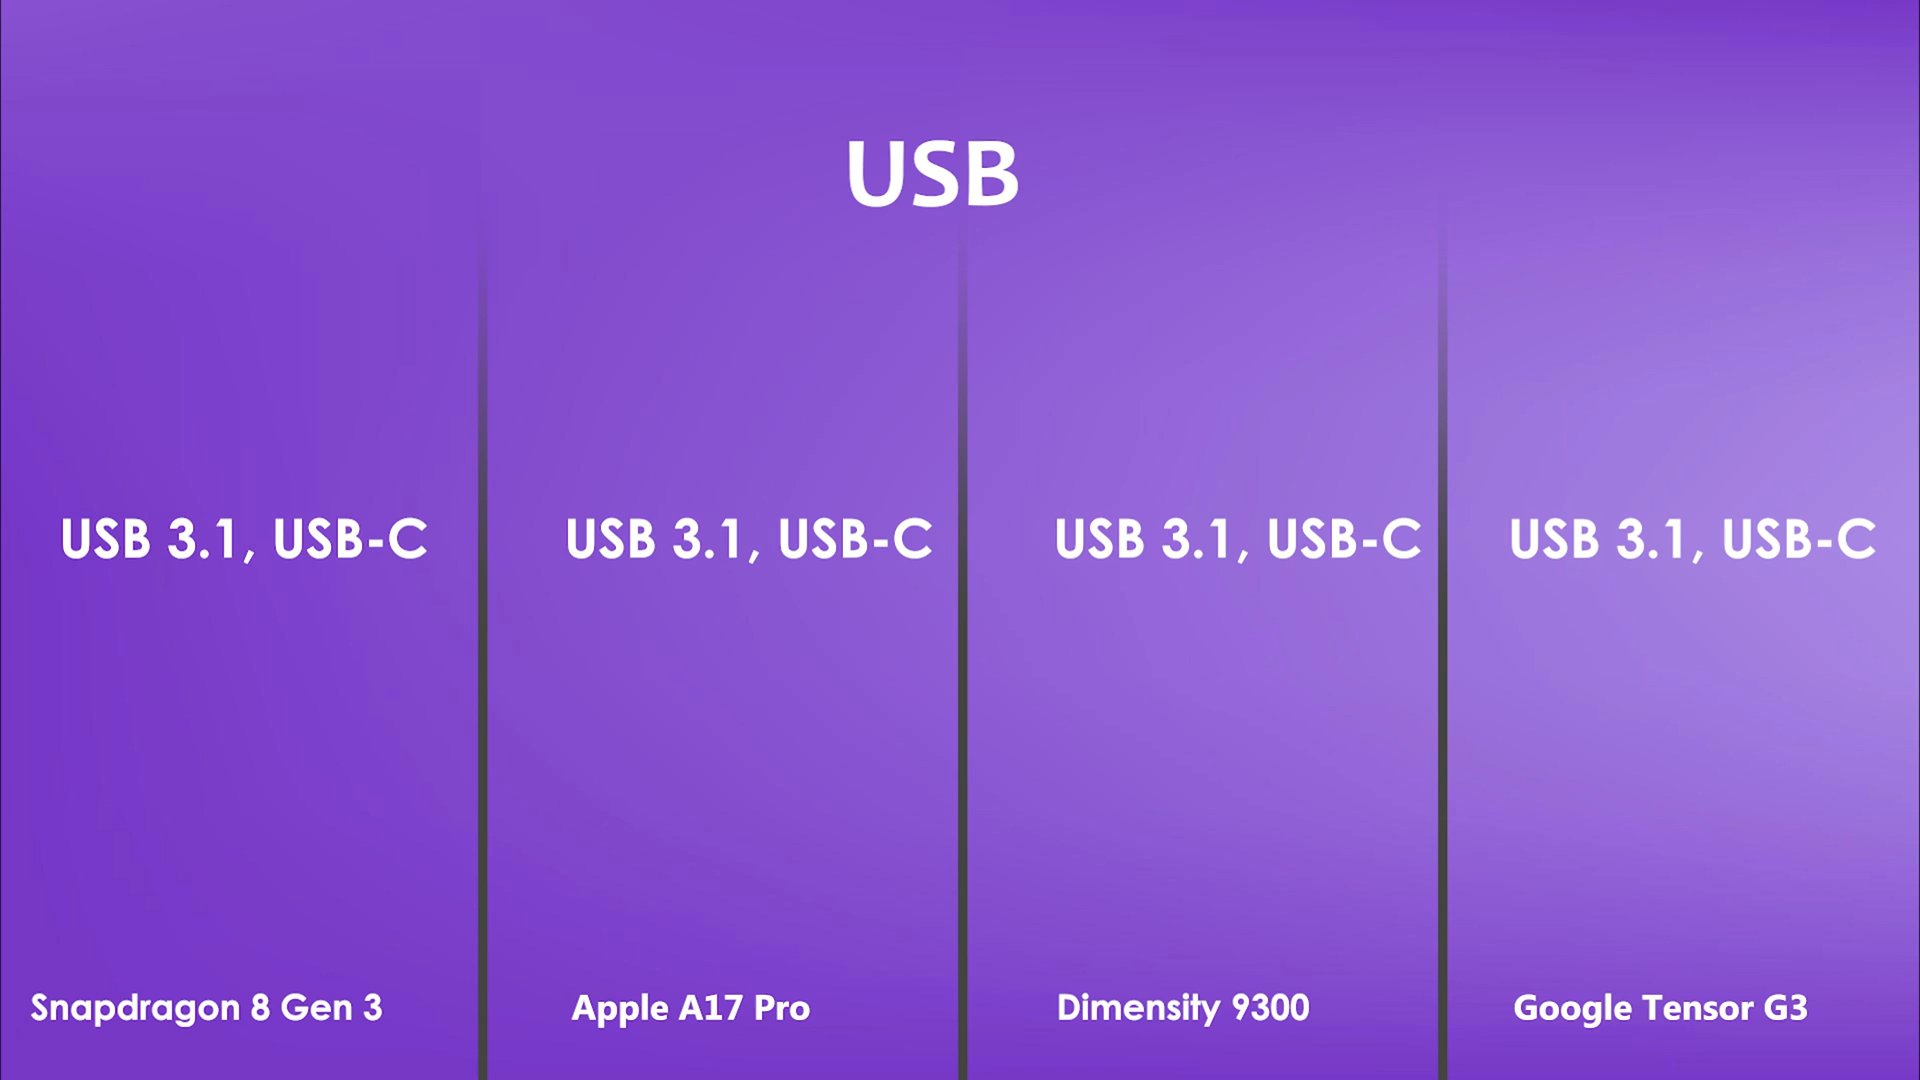 USB
USB 3.1, USB-C
USB 3.1, USB-C
USB 3.1, USB-C
USB 3.1, USB-C
Snapdragon 8 Gen 3
Apple A17 Pro
Dimensity 9300
Google Tensor G3